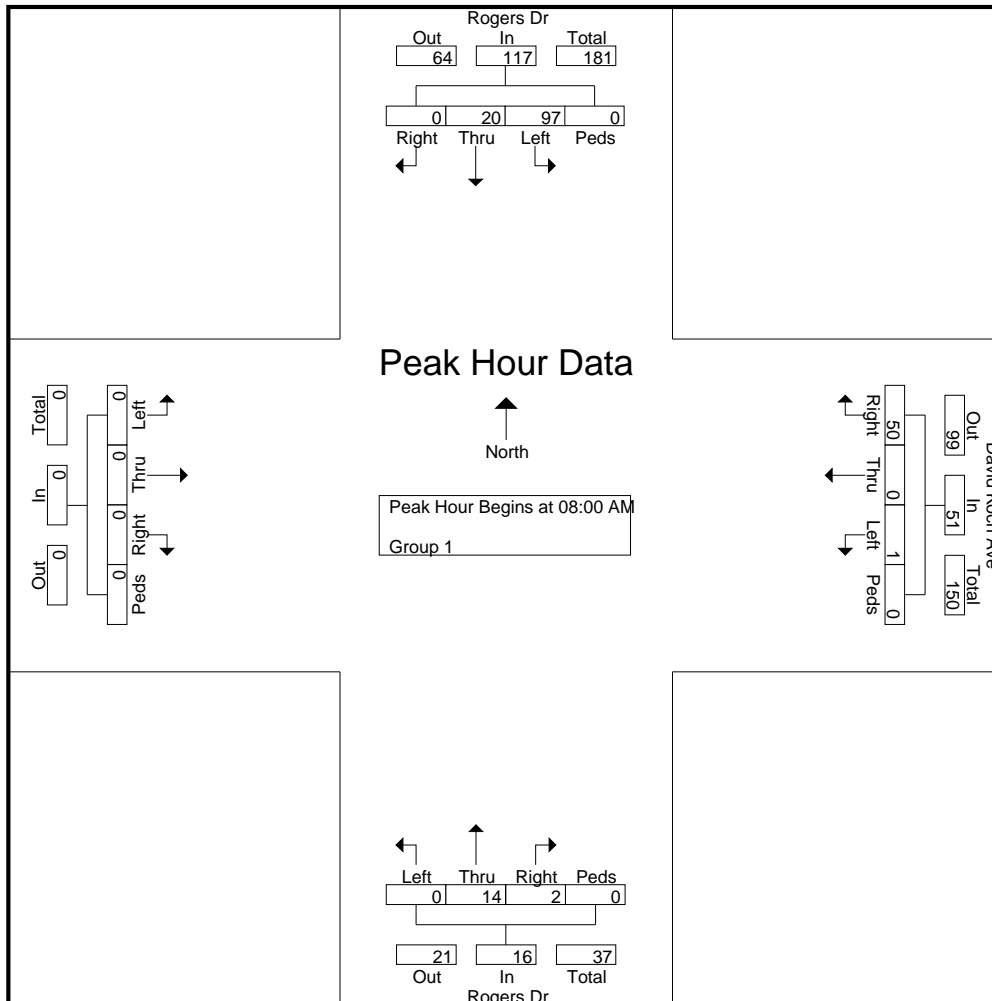 Rogers Dr
Out In Total
64 117 181
0 20 97 0
Right Thru Left Peds
Peak Hour Data
North
Peak Hour Begins at 08:00 AM
Group 1
Left Thru Right Peds
0 0 0 0
Total In Out
0 0 0
Right Thru Left Peds
50 0 1 0
Out In Total
99 51 150
David Koch Ave
Left Thru Right Peds
0 14 2 0
21 16 37
Out In Total
Rogers Dr